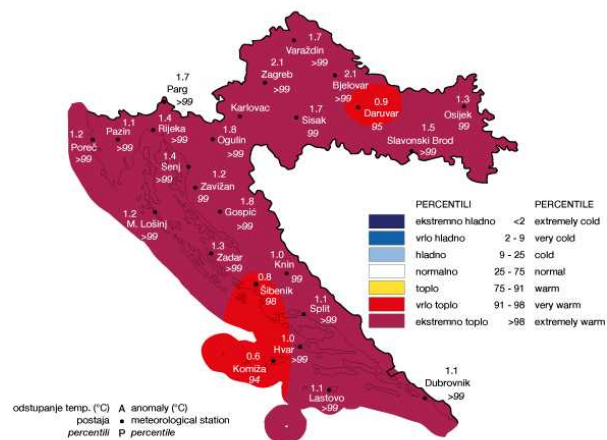 1.7
Varaždin
>99
2.1
Zagreb
>99
2.1
Bjelovar
>99
0.9
Daruvar
95
1.3
Osijek
99
1.7
Parg
>99
Karlovac
1.7
Sisak
99
1.5
Slavonski Brod
>99
1.2
Poreč
>99
1.1
Pazin
>99
1.4
Rijeka
99
1.8
Ogulin
>99
1.4
Senj
>99
1.2
Zavižan
99
1.8
Gospić
>99
1.2
M. Lošinj
>99
1.3
Zadar
>99
1.0
Knin
99
0.8
Šibenik
98
1.1
Split
>99
1.0
Hvar
>99
0.6
Komiža
94
1.1
Lastovo
>99
1.1
Dubrovnik
>99
PERCENTILI PERCENTILE
ekstremno hladno <2 extremely cold
vrlo hladno 2 - 9 very cold
hladno 9 - 25 cold
normalno 25 - 75 normal
toplo 75 - 91 warm
vrlo toplo 91 - 98 very warm
ekstremno toplo >98 extremely warm
odstupanje temp. (°C) A anomaly (°C)
postaja • meteorological station
percentili P percentile